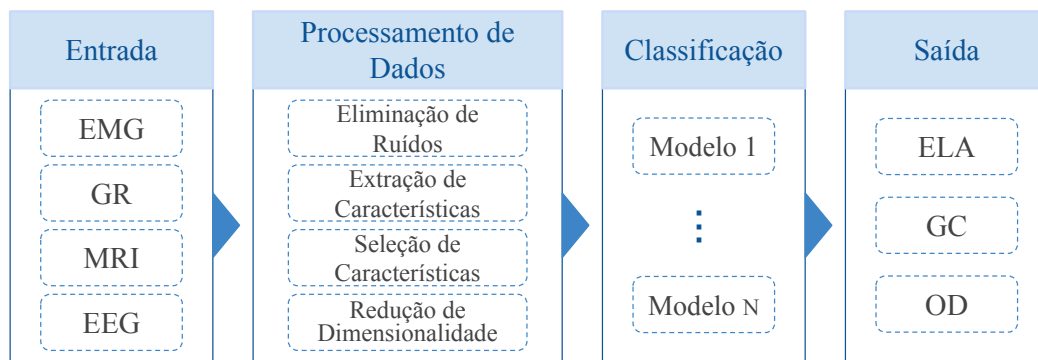 Entrada
EMG
GR
MRI
EEG
Processamento de
Dados
Eliminação de
Ruídos
Extração de
Características
Seleção de
Características
Redução de
Dimensionalidade
Classificação
Modelo 1
⋮
Modelo N
Saída
ELA
GC
OD